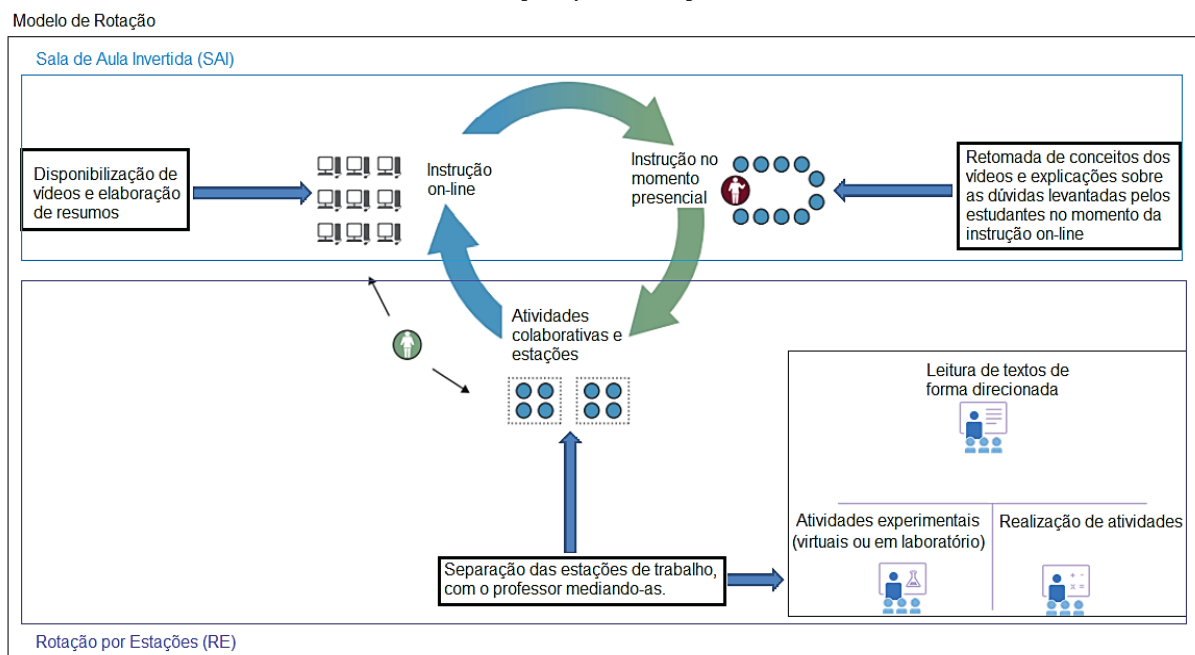 Modelo de Rotação
Sala de Aula Invertida (SAI)
Disponibilização de
vídeos e elaboração
de resumos
Instrução
on-line
Instrução no
momento
presencial
Retomada de conceitos dos
vídeos e explicações sobre
as dúvidas levantadas pelos
estudantes no momento da
instrução on-line
Atividades
colaborativas e
estações
Leitura de textos de
forma direcionada
Atividades experimentais
(virtuais ou em laboratório)
Realização de atividades
Separação das estações de trabalho,
com o professor mediando-as.
Rotação por Estações (RE)